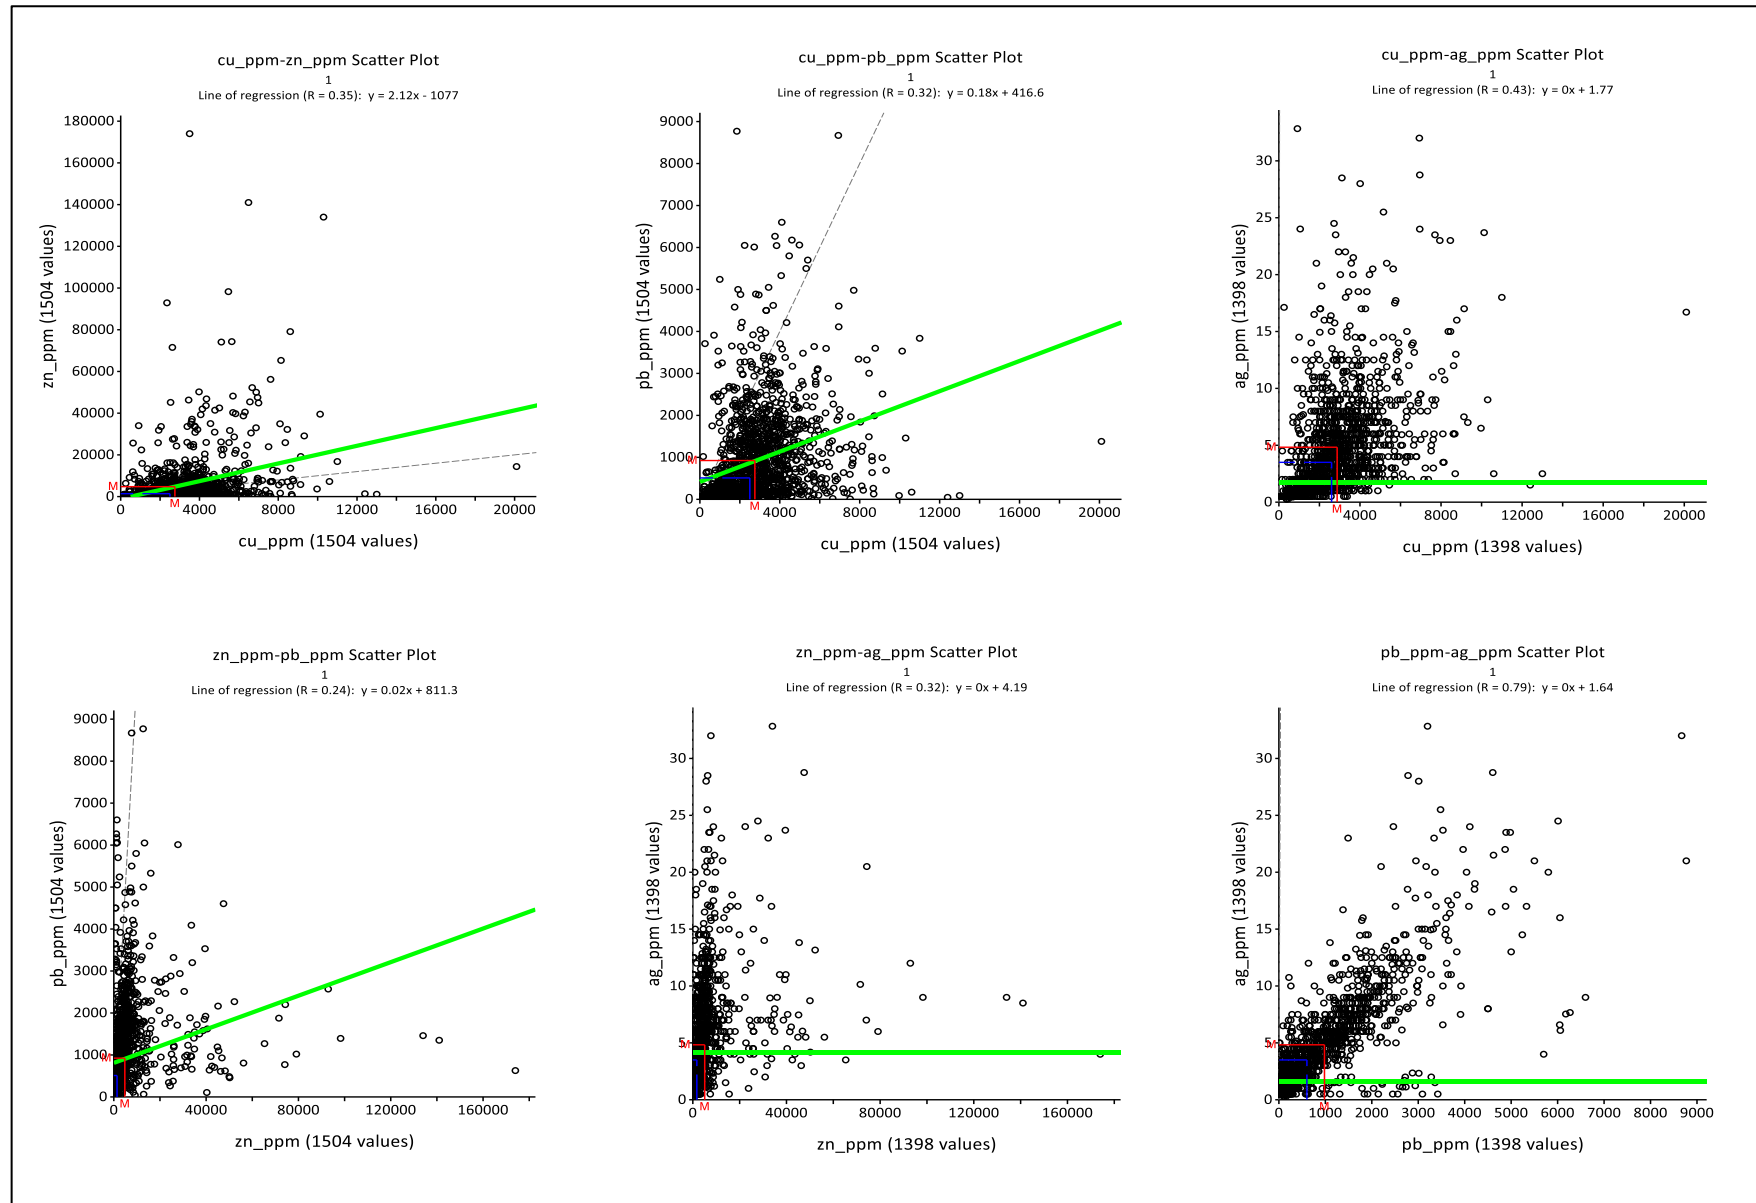 cu_ppm-zn_ppm Scatter Plot
1
Line of regression (R = 0.35): y = 2.12x - 1077
180000
160000
140000
120000
100000
80000
60000
40000
20000
0
zn_ppm (1504 values)
M
M
0 4000 8000 12000 16000 20000
cu_ppm (1504 values)
cu_ppm-pb_ppm Scatter Plot
1
Line of regression (R = 0.32): y = 0.18x + 416.6
9000
8000
7000
6000
5000
4000
3000
2000
1000
0
pb_ppm (1504 values)
M
M
0 4000 8000 12000 16000 20000
cu_ppm (1504 values)
cu_ppm-ag_ppm Scatter Plot
1
Line of regression (R = 0.43): y = 0x + 1.77
30
25
20
15
10
5
0
ag_ppm (1398 values)
M
M
0 4000 8000 12000 16000 20000
cu_ppm (1398 values)
zn_ppm-pb_ppm Scatter Plot
1
Line of regression (R = 0.24): y = 0.02x + 811.3
9000
8000
7000
6000
5000
4000
3000
2000
1000
0
pb_ppm (1504 values)
M
M
0 40000 80000 120000 160000
zn_ppm (1504 values)
zn_ppm-ag_ppm Scatter Plot
1
Line of regression (R = 0.32): y = 0x + 4.19
30
25
20
15
10
5
0
ag_ppm (1398 values)
M
M
0 40000 80000 120000 160000
zn_ppm (1398 values)
pb_ppm-ag_ppm Scatter Plot
1
Line of regression (R = 0.79): y = 0x + 1.64
30
25
20
15
10
5
0
ag_ppm (1398 values)
M
M
0 1000 2000 3000 4000 5000 6000 7000 8000 9000
pb_ppm (1398 values)